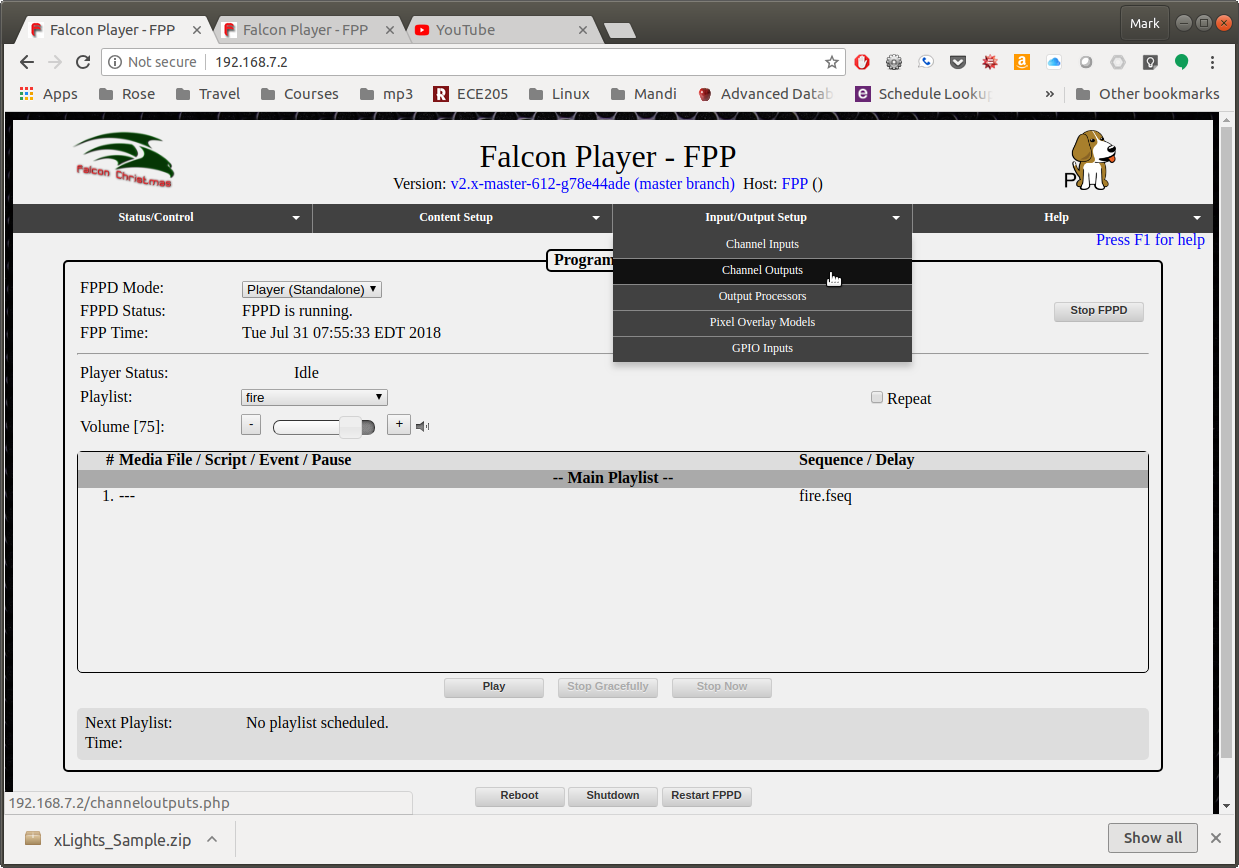 Falcon Player - FPP
Falcon Player - FPP
YouTube
Mark
Not secure 192.168.7.2
Apps Rose Travel Courses mp3 ECE205 Linux Mandi Advanced Datab Schedule Looku » Other bookmarks
Falcon Christmas
Falcon Player - FPP
Version: v2.x-master-612-g78e44ade (master branch) Host: FPP ()
P
Status/Control Content Setup Input/Output Setup Help
Channel Inputs
Channel Outputs
Output Processors
Pixel Overlay Models
GPIO Inputs
Press F1 for help
Program
FPPD Mode: Player (Standalone)
FPPD Status: FPPD is running.
Stop FPPD
FPP Time: Tue Jul 31 07:55:33 EDT 2018
Player Status: Idle
Playlist: fire
Repeat
Volume [75]: - +
# Media File / Script / Event / Pause Sequence / Delay
-- Main Playlist --
1. --- fire.fseq
Play Stop Gracefully Stop Now
Next Playlist: No playlist scheduled.
Time:
Reboot Shutdown Restart FPPD
192.168.7.2/channeloutputs.php
xLights_Sample.zip
Show all